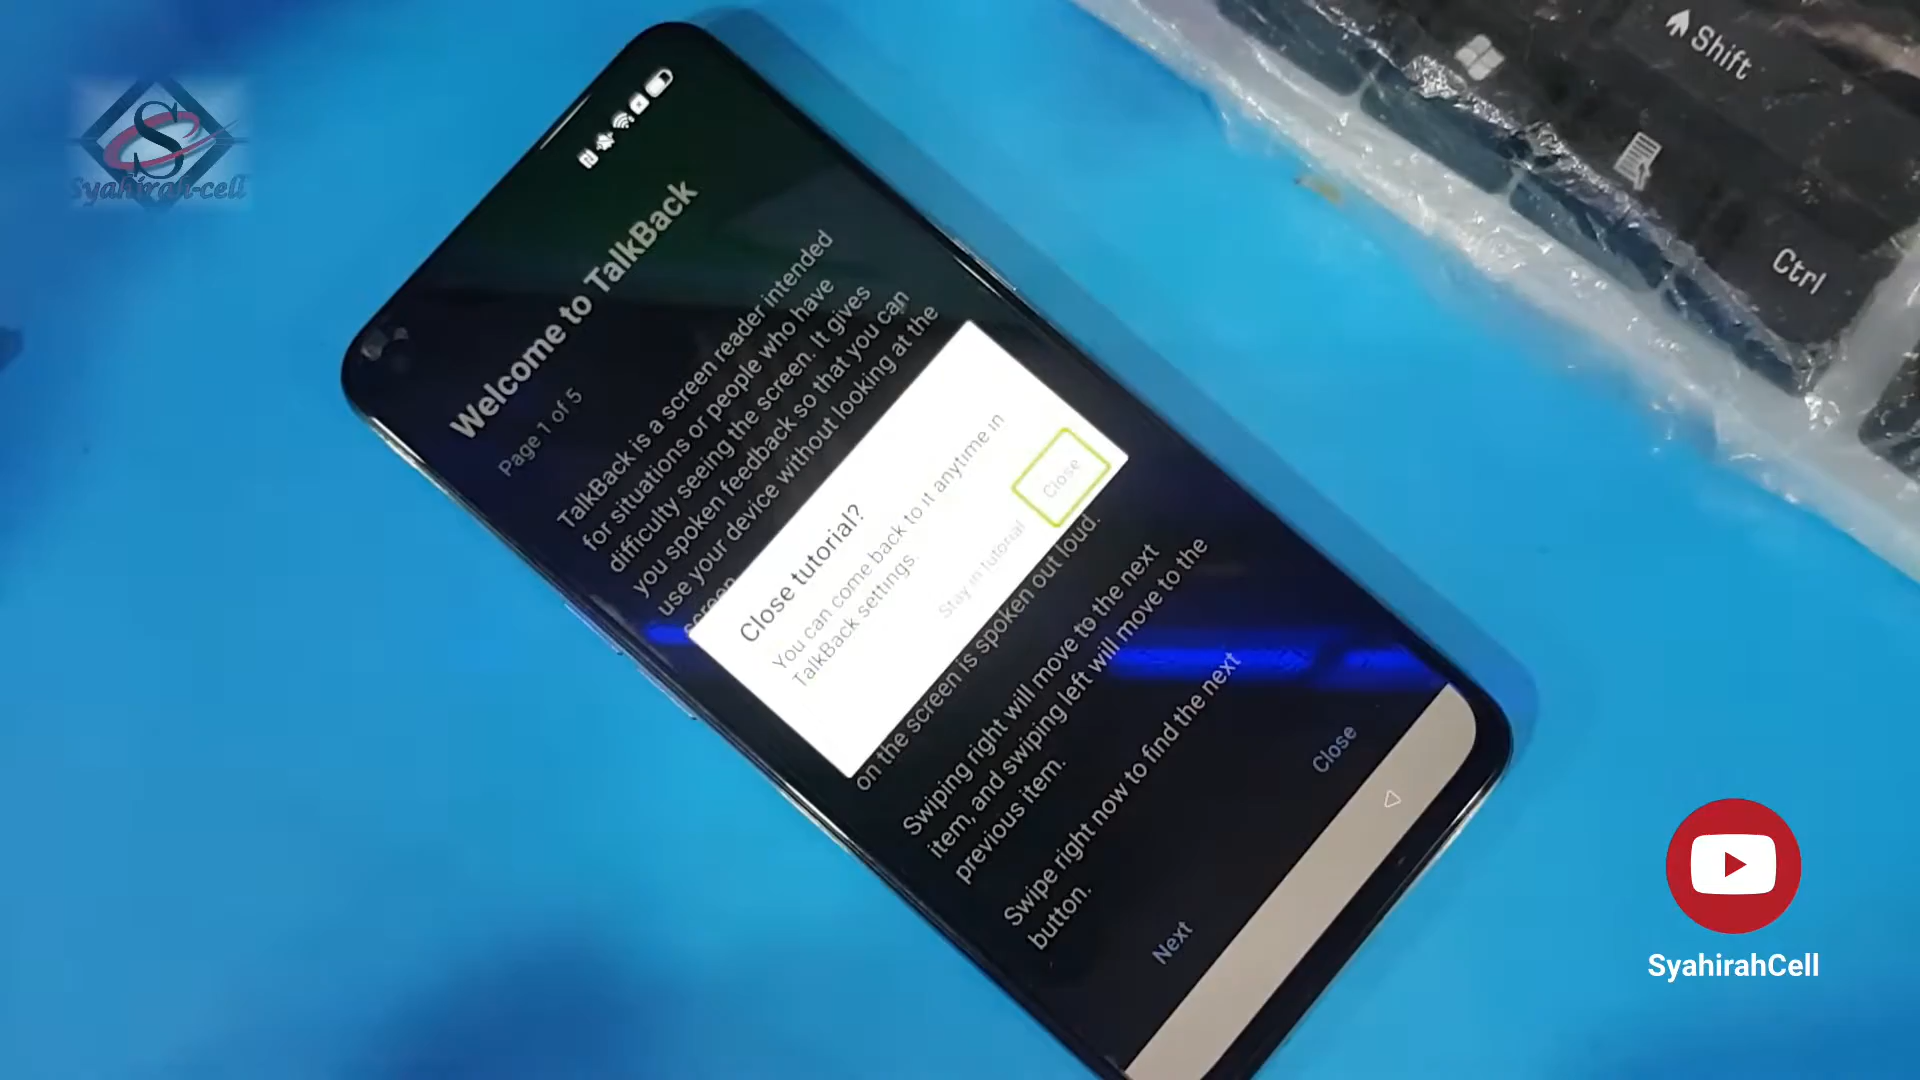 Syahirah-cell
Welcome to TalkBack
Page 1 of 5
TalkBack is a screen reader intended
for situations or people who have
difficulty seeing the screen. It gives
you spoken feedback so that you can
use your device without looking at the
screen
Close tutorial?
You can come back to it anytime in
TalkBack settings.
Stay in tutorial
Close
on the screen is spoken out loud.
Swiping right will move to the next
item, and swiping left will move to the
previous item.
Swipe right now to find the next
button.
Next
Close
Shift
Ctrl
SyahirahCell